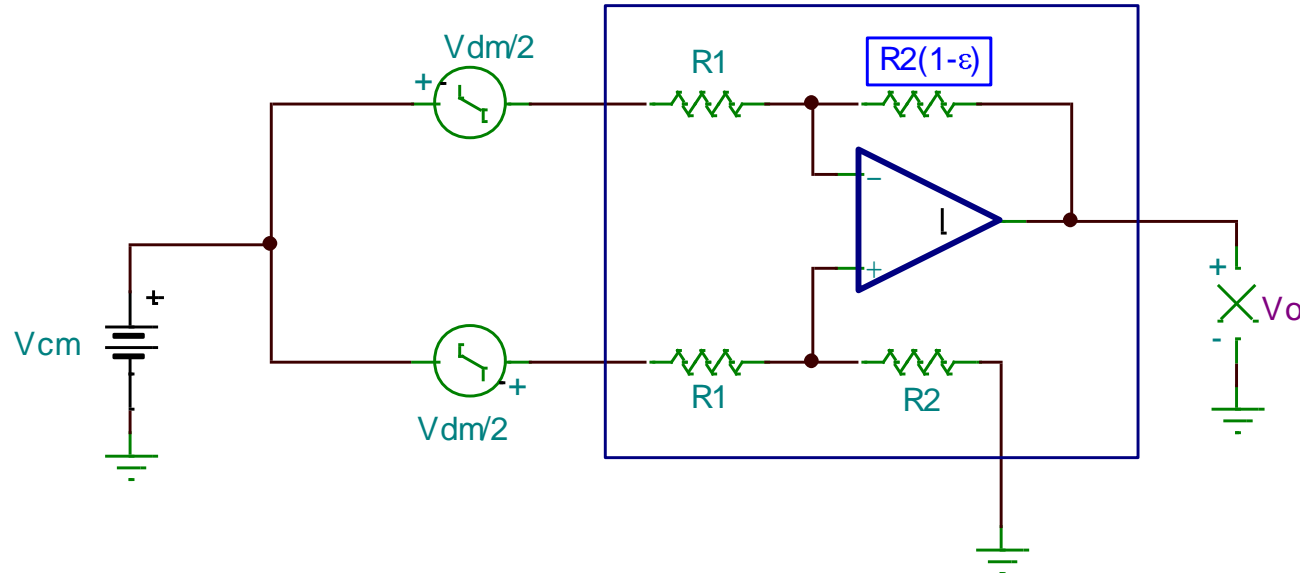 Vdm/2
+ -
R1
R2(1-ε)
−
+
+
Vcm
+
-
Vo
R1
R2
- +
Vdm/2